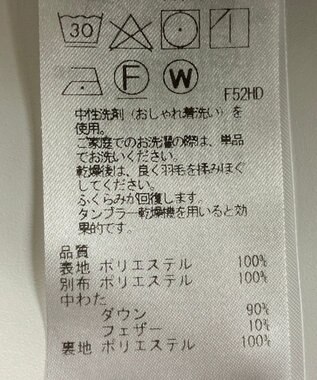 30
F W F52HD
中性洗剤（おしゃれ着洗い）を
使用。
ご家庭でのお洗濯の際は、単品
でお洗いください。
乾燥後は、良く羽毛を揉みほぐ
してください。
ふくらみが回復します。
タンブラー乾燥機を用いると効
果的です。
品質
表地 ポリエステル 100%
別布 ポリエステル 100%
中わた
ダウン 90%
フェザー 10%
裏地 ポリエステル 100%